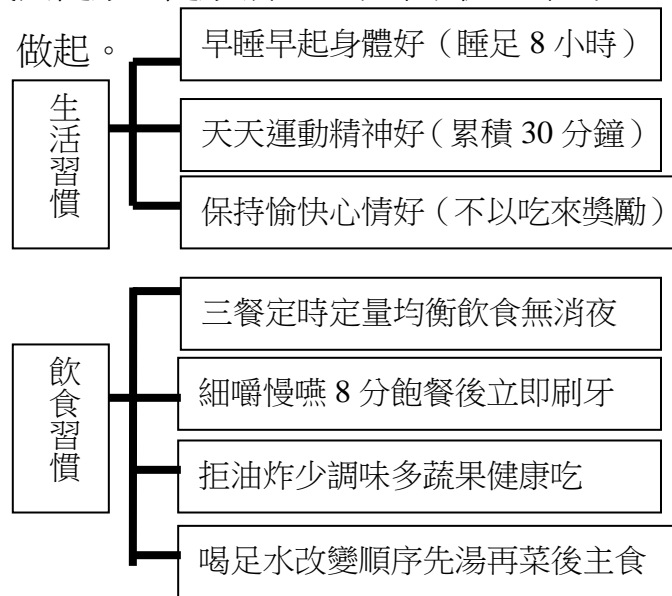 做起。
生活習慣
早睡早起身體好（睡足 8 小時）
天天運動精神好（累積 30 分鐘）
保持愉快心情好（不以吃來獎勵）
飲食習慣
三餐定時定量均衡飲食無消夜
細嚼慢嚥 8 分飽餐後立即刷牙
拒油炸少調味多蔬果健康吃
喝足水改變順序先湯再菜後主食